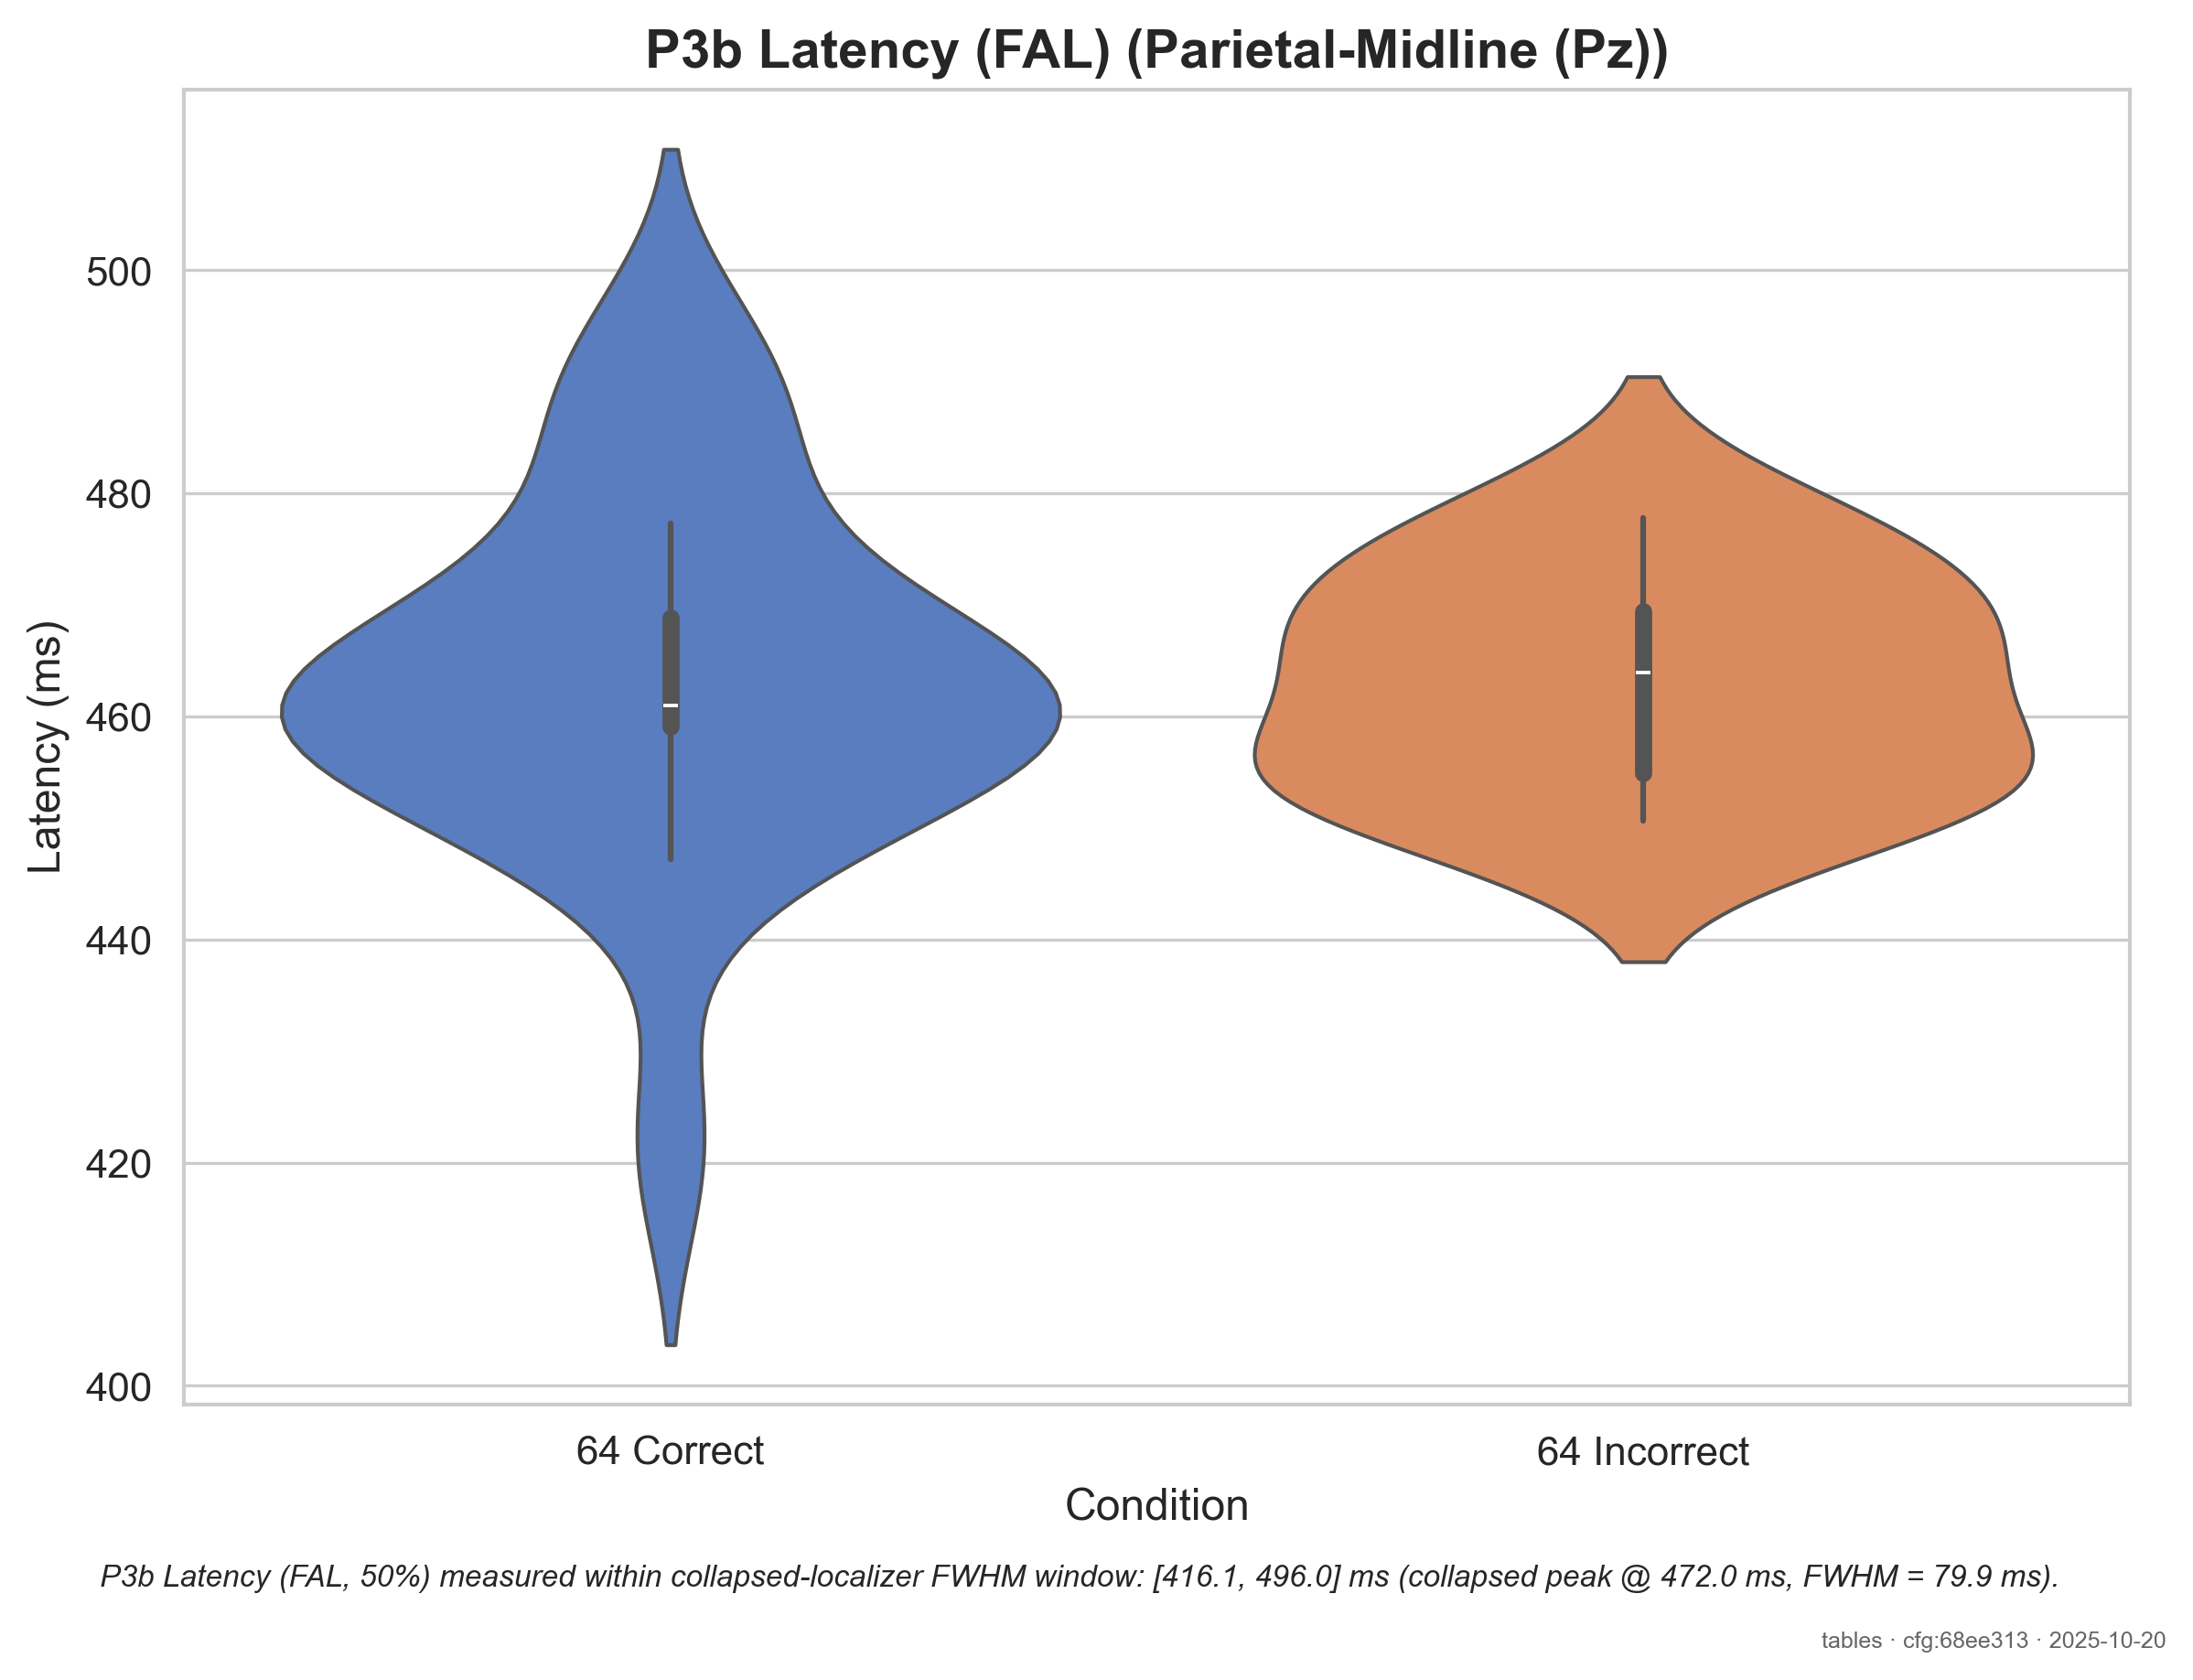 P3b Latency (FAL) (Parietal-Midline (Pz))
Latency (ms)
500
480
460
440
420
400
64 Correct
64 Incorrect
Condition
P3b Latency (FAL, 50%) measured within collapsed-localizer FWHM window: [416.1, 496.0] ms (collapsed peak @ 472.0 ms, FWHM = 79.9 ms).
tables · cfg:68ee313 · 2025-10-20